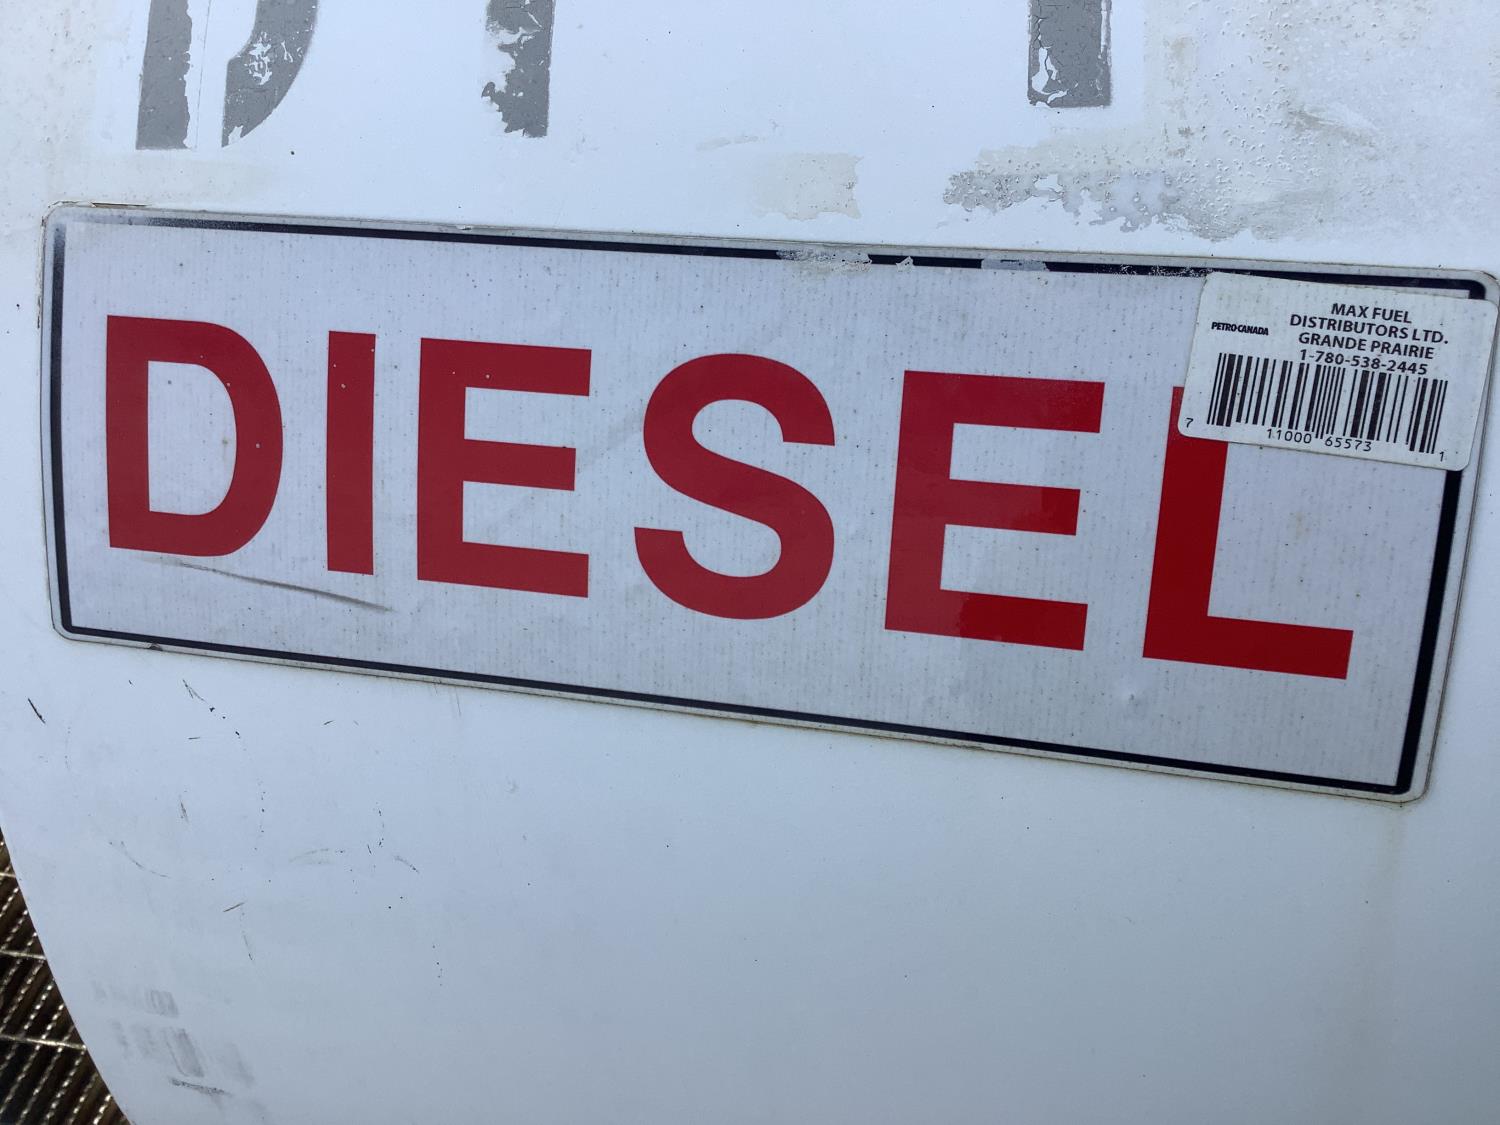 DIESEL
MAX FUEL
DISTRIBUTORS LTD.
PETRO-CANADA
GRANDE PRAIRIE
1-780-538-2445
7 11000 65573 1